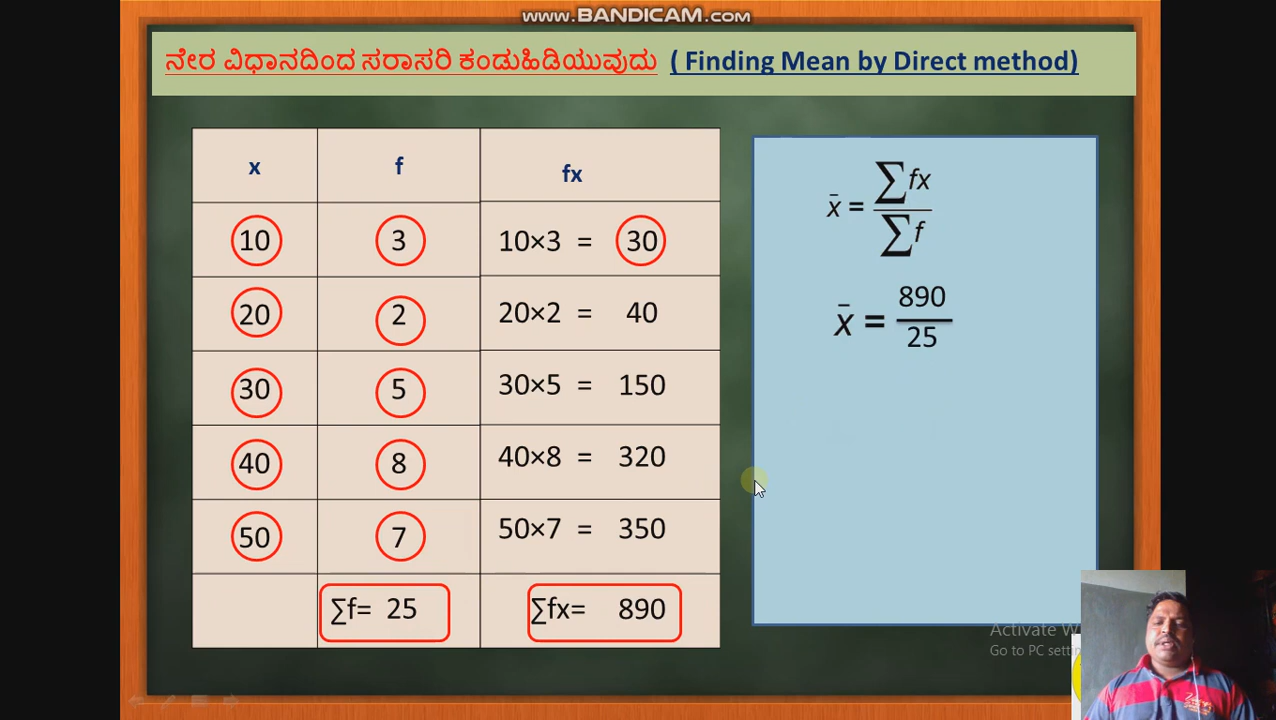 www.BANDICAM.com
ನೇರ ವಿಧಾನದಿಂದ ಸರಾಸರಿ ಕಂಡುಹಿಡಿಯುವುದು ( Finding Mean by Direct method)
x f fx
10 3 10×3 = 30
20 2 20×2 = 40
30 5 30×5 = 150
40 8 40×8 = 320
50 7 50×7 = 350
∑f= 25 ∑fx= 890
x̄ = ∑fx / ∑f
x̄ = 890 / 25
Activate W
Go to PC setti